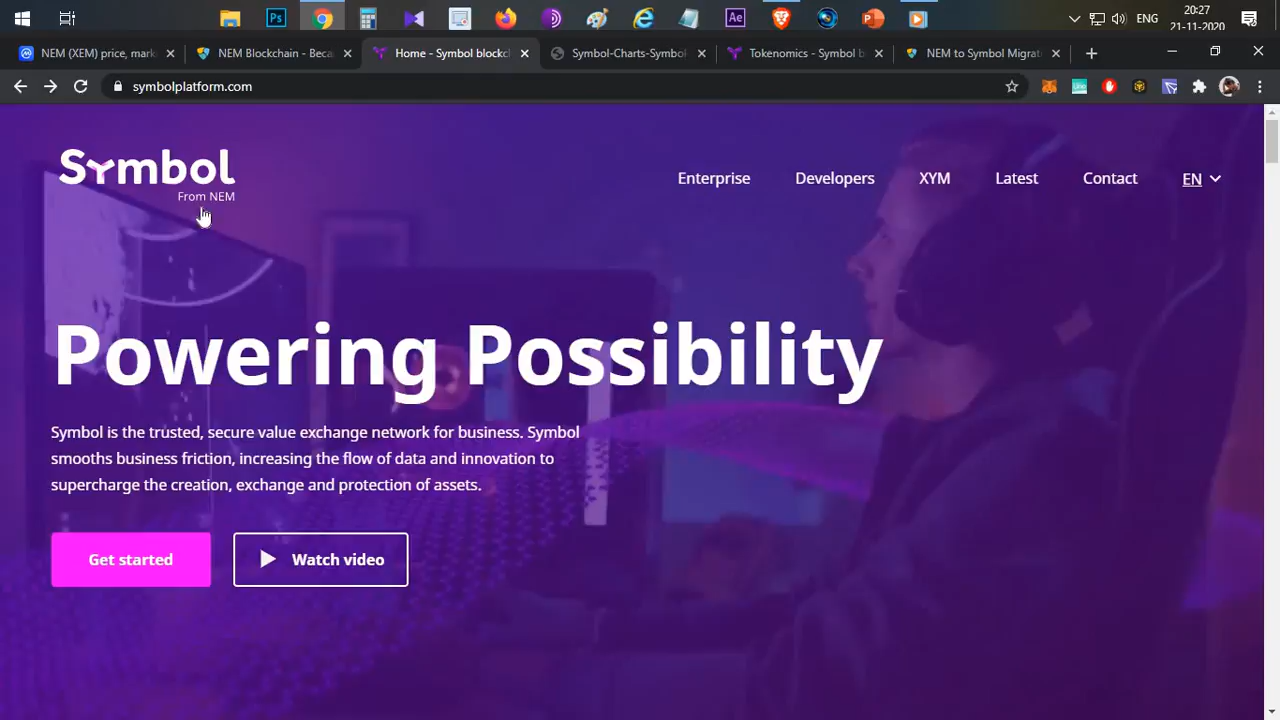 Ps
Ae
ENG
20:27
21-11-2020
NEM (XEM) price, mark
NEM Blockchain - Beca
Home - Symbol blockc
Symbol-Charts-Symbol
Tokenomics - Symbol b
NEM to Symbol Migrat
symbolplatform.com
Symbol
From NEM
Enterprise
Developers
XYM
Latest
Contact
EN
Powering Possibility
Symbol is the trusted, secure value exchange network for business. Symbol
smooths business friction, increasing the flow of data and innovation to
supercharge the creation, exchange and protection of assets.
Get started
Watch video